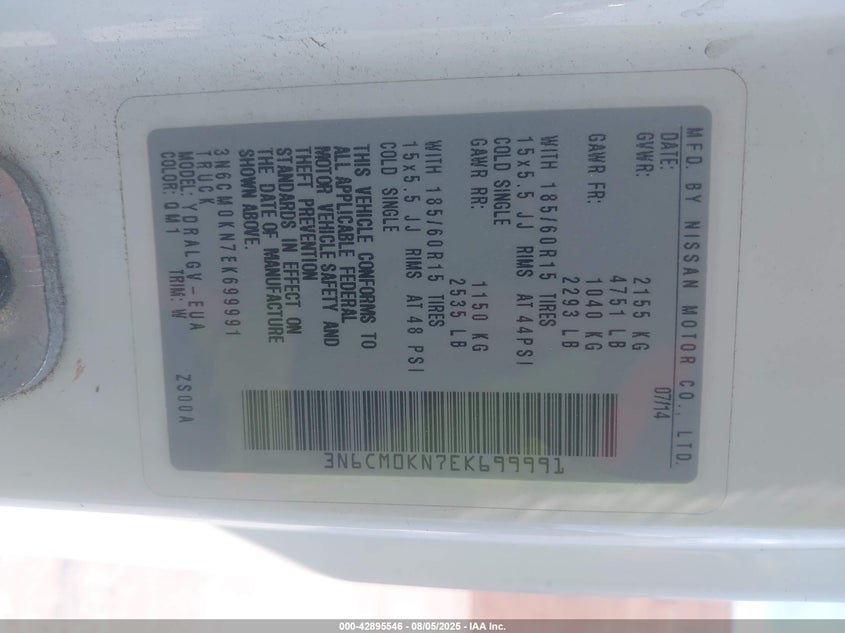 MFD. BY NISSAN MOTOR CO., LTD.
DATE: 07/14
GVWR: 2155 KG
4751 LB
GAWR FR: 1040 KG
2293 LB
WITH 185/60R15 TIRES
15x5.5 JJ RIMS AT 44PSI
COLD SINGLE
GAWR RR: 1150 KG
2535 LB
WITH 185/60R15 TIRES
15x5.5 JJ RIMS AT 48 PSI
COLD SINGLE
THIS VEHICLE CONFORMS TO
ALL APPLICABLE FEDERAL
MOTOR VEHICLE SAFETY AND
THEFT PREVENTION
STANDARDS IN EFFECT ON
THE DATE OF MANUFACTURE
SHOWN ABOVE.
3N6CM0KN7EK699991
TRUCK
MODEL: YDRALGV-EUA
COLOR: QM1 TRIM: W ZS00A
3N6CM0KN7EK699991
000-42895546 - 08/05/2025 - IAA Inc.